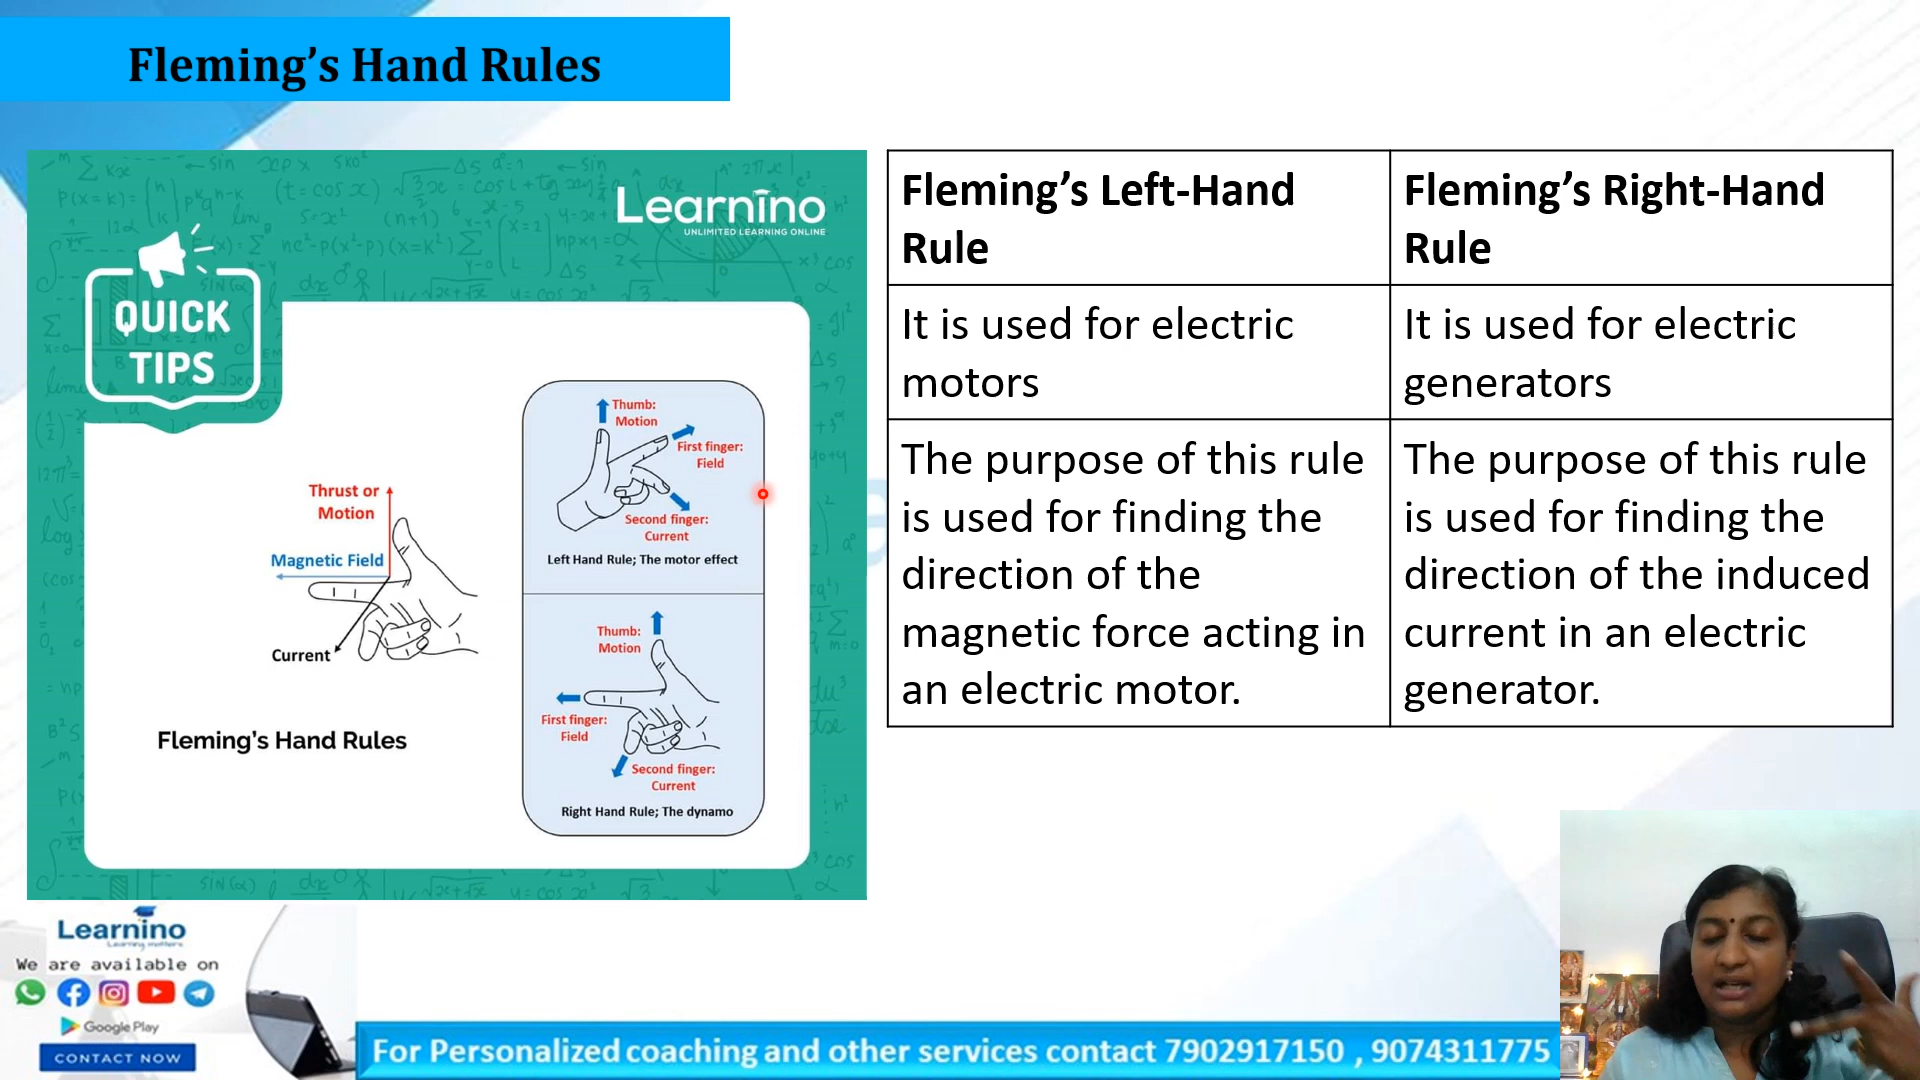 Fleming’s Hand Rules
Learnino
UNLIMITED LEARNING ONLINE
QUICK
TIPS
Thrust or
Motion
Magnetic Field
Current
Fleming’s Hand Rules
Thumb:
Motion
First finger:
Field
Second finger:
Current
Left Hand Rule; The motor effect
Thumb:
Motion
First finger:
Field
Second finger:
Current
Right Hand Rule; The dynamo
Fleming’s Left-Hand
Rule
Fleming’s Right-Hand
Rule
It is used for electric
motors
It is used for electric
generators
The purpose of this rule
is used for finding the
direction of the
magnetic force acting in
an electric motor.
The purpose of this rule
is used for finding the
direction of the induced
current in an electric
generator.
Learnino
Learning matters
We are available on
Google Play
CONTACT NOW
For Personalized coaching and other services contact 7902917150 , 9074311775